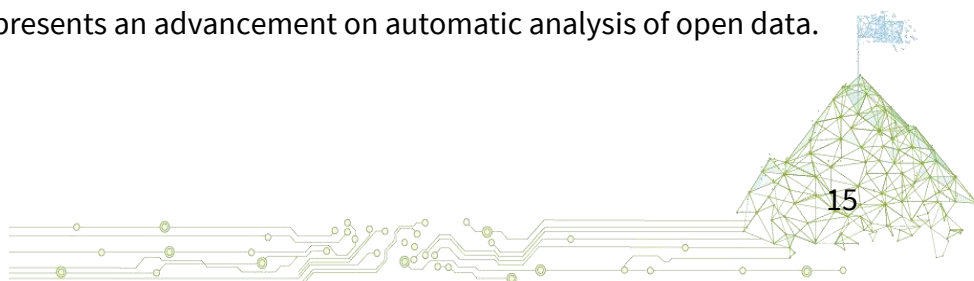 presents an advancement on automatic analysis of open data.
15